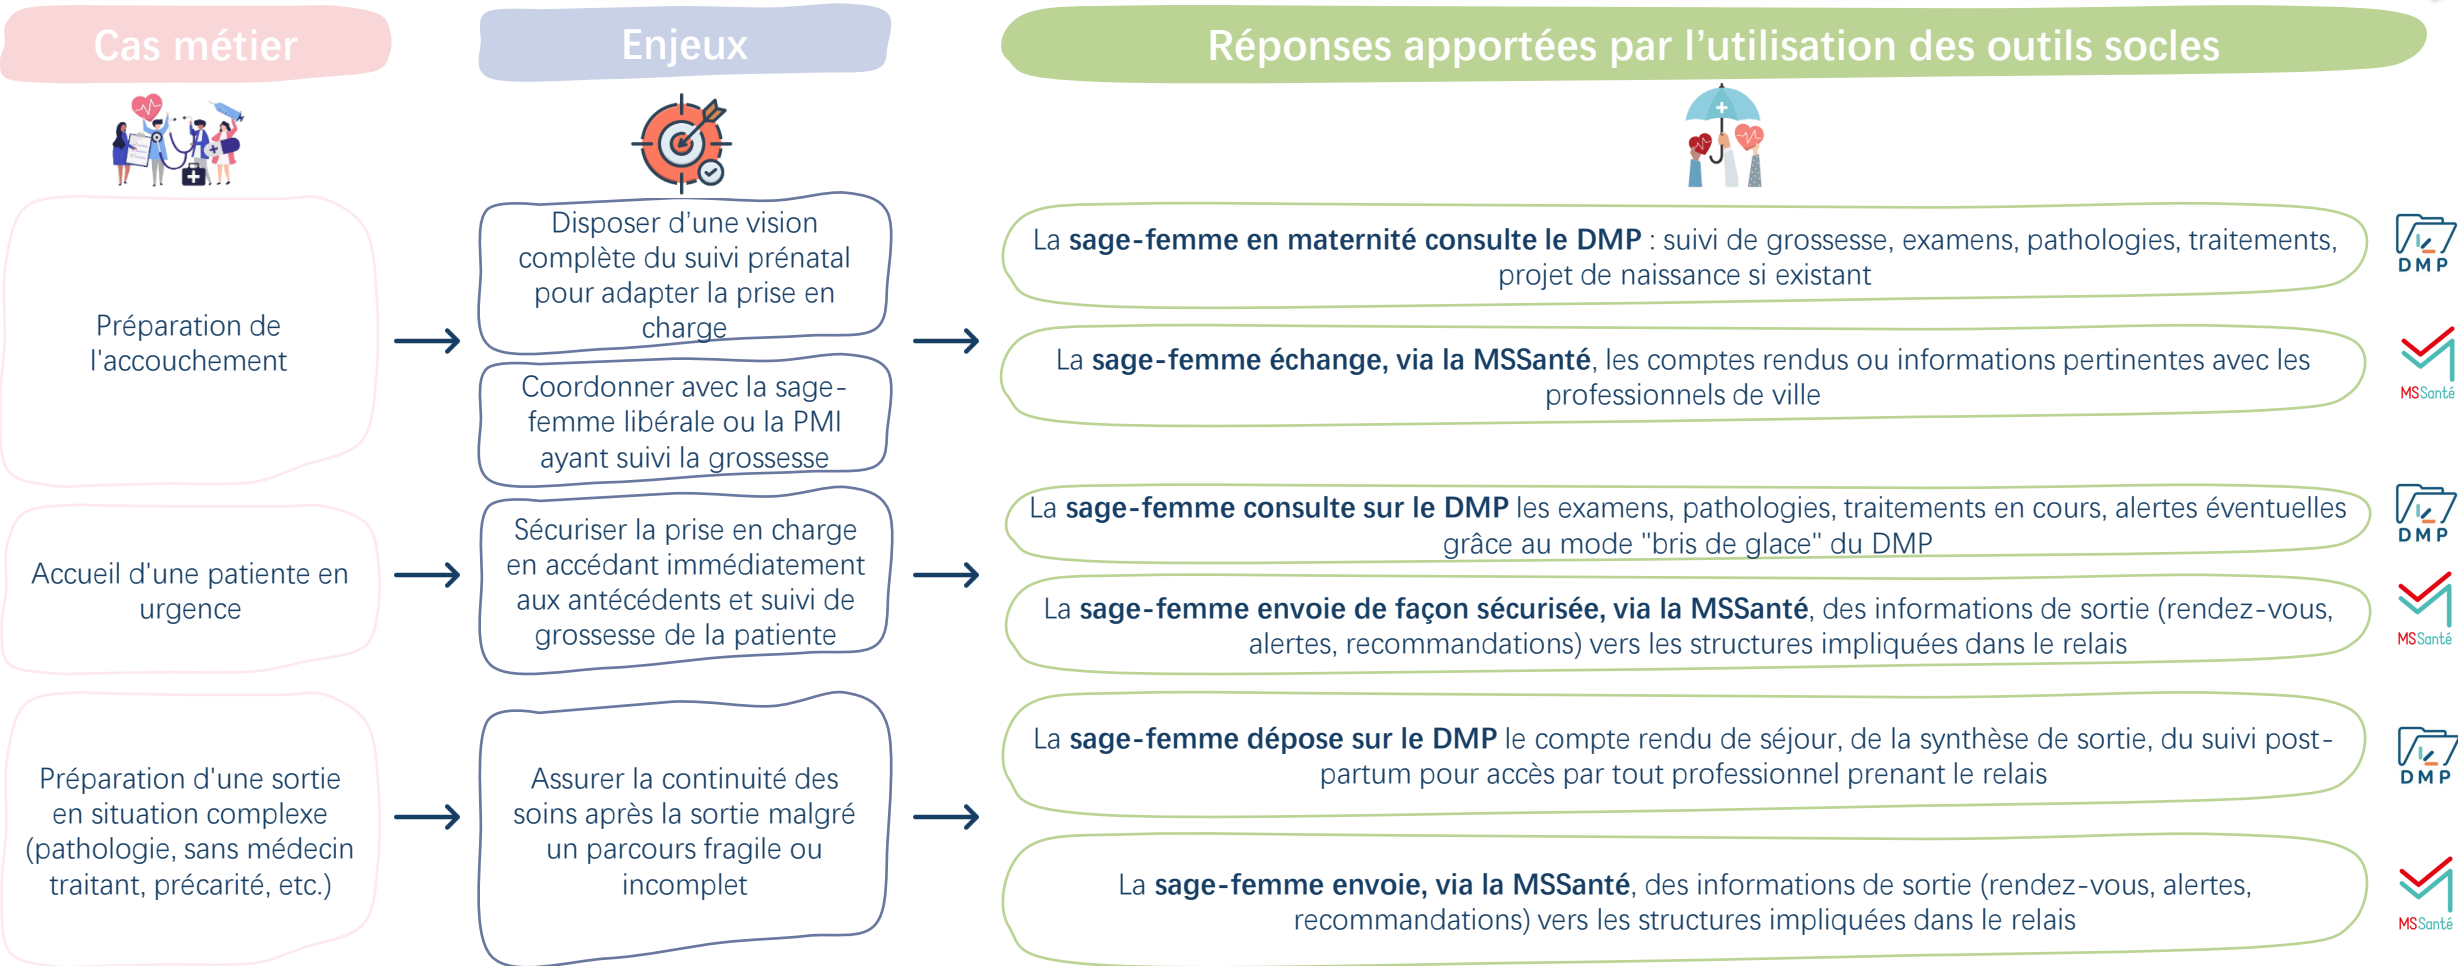 Cas métier
Enjeux
Réponses apportées par l'utilisation des outils socles
Préparation de
l'accouchement
Disposer d'une vision
complète du suivi prénatal
pour adapter la prise en
charge
Coordonner avec la sage-
femme libérale ou la PMI
ayant suivi la grossesse
La sage-femme en maternité consulte le DMP : suivi de grossesse, examens, pathologies, traitements,
projet de naissance si existant
DMP
La sage-femme échange, via la MSSanté, les comptes rendus ou informations pertinentes avec les
professionnels de ville
MSSanté
Accueil d'une patiente en
urgence
Sécuriser la prise en charge
en accédant immédiatement
aux antécédents et suivi de
grossesse de la patiente
La sage-femme consulte sur le DMP les examens, pathologies, traitements en cours, alertes éventuelles
grâce au mode "bris de glace" du DMP
DMP
La sage-femme envoie de façon sécurisée, via la MSSanté, des informations de sortie (rendez-vous,
alertes, recommandations) vers les structures impliquées dans le relais
MSSanté
Préparation d'une sortie
en situation complexe
(pathologie, sans médecin
traitant, précarité, etc.)
Assurer la continuité des
soins après la sortie malgré
un parcours fragile ou
incomplet
La sage-femme dépose sur le DMP le compte rendu de séjour, de la synthèse de sortie, du suivi post-
partum pour accès par tout professionnel prenant le relais
DMP
La sage-femme envoie, via la MSSanté, des informations de sortie (rendez-vous, alertes,
recommandations) vers les structures impliquées dans le relais
MSSanté